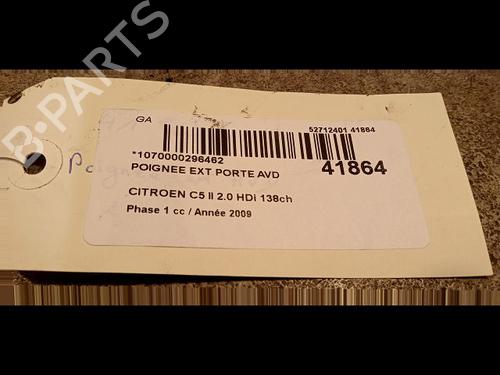 B-PARTS
GA
52712401 41864
*1070000296462
41864
POIGNEE EXT PORTE AVD
CITROEN C5 II 2.0 HDi 138ch
Phase 1 cc / Année 2009